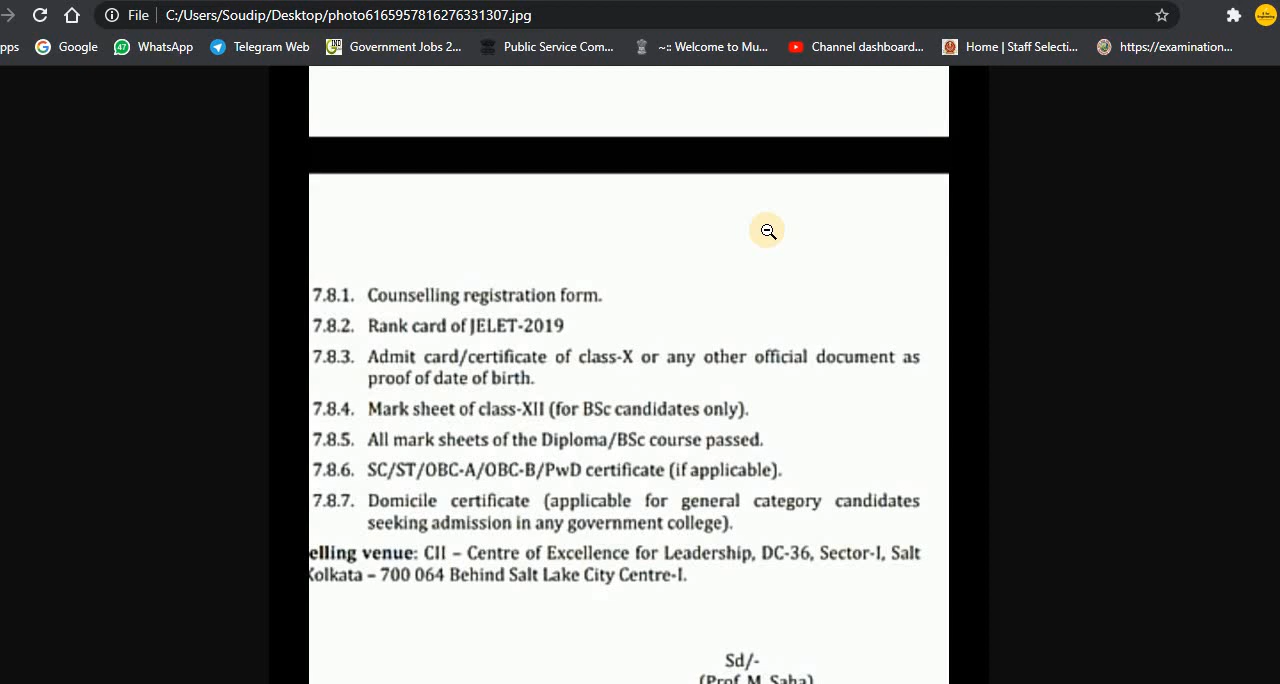 File C:/Users/Soudip/Desktop/photo6165957816276331307.jpg
pps Google WhatsApp Telegram Web Government Jobs 2... Public Service Com... ~:: Welcome to Mu... Channel dashboard... Home | Staff Selecti... https://examination...
7.8.1. Counselling registration form.
7.8.2. Rank card of JELET-2019
7.8.3. Admit card/certificate of class-X or any other official document as
proof of date of birth.
7.8.4. Mark sheet of class-XII (for BSc candidates only).
7.8.5. All mark sheets of the Diploma/BSc course passed.
7.8.6. SC/ST/OBC-A/OBC-B/PwD certificate (if applicable).
7.8.7. Domicile certificate (applicable for general category candidates
seeking admission in any government college).
elling venue: CII – Centre of Excellence for Leadership, DC-36, Sector-I, Salt
Kolkata – 700 064 Behind Salt Lake City Centre-I.
Sd/-
(Prof. M. Saha)